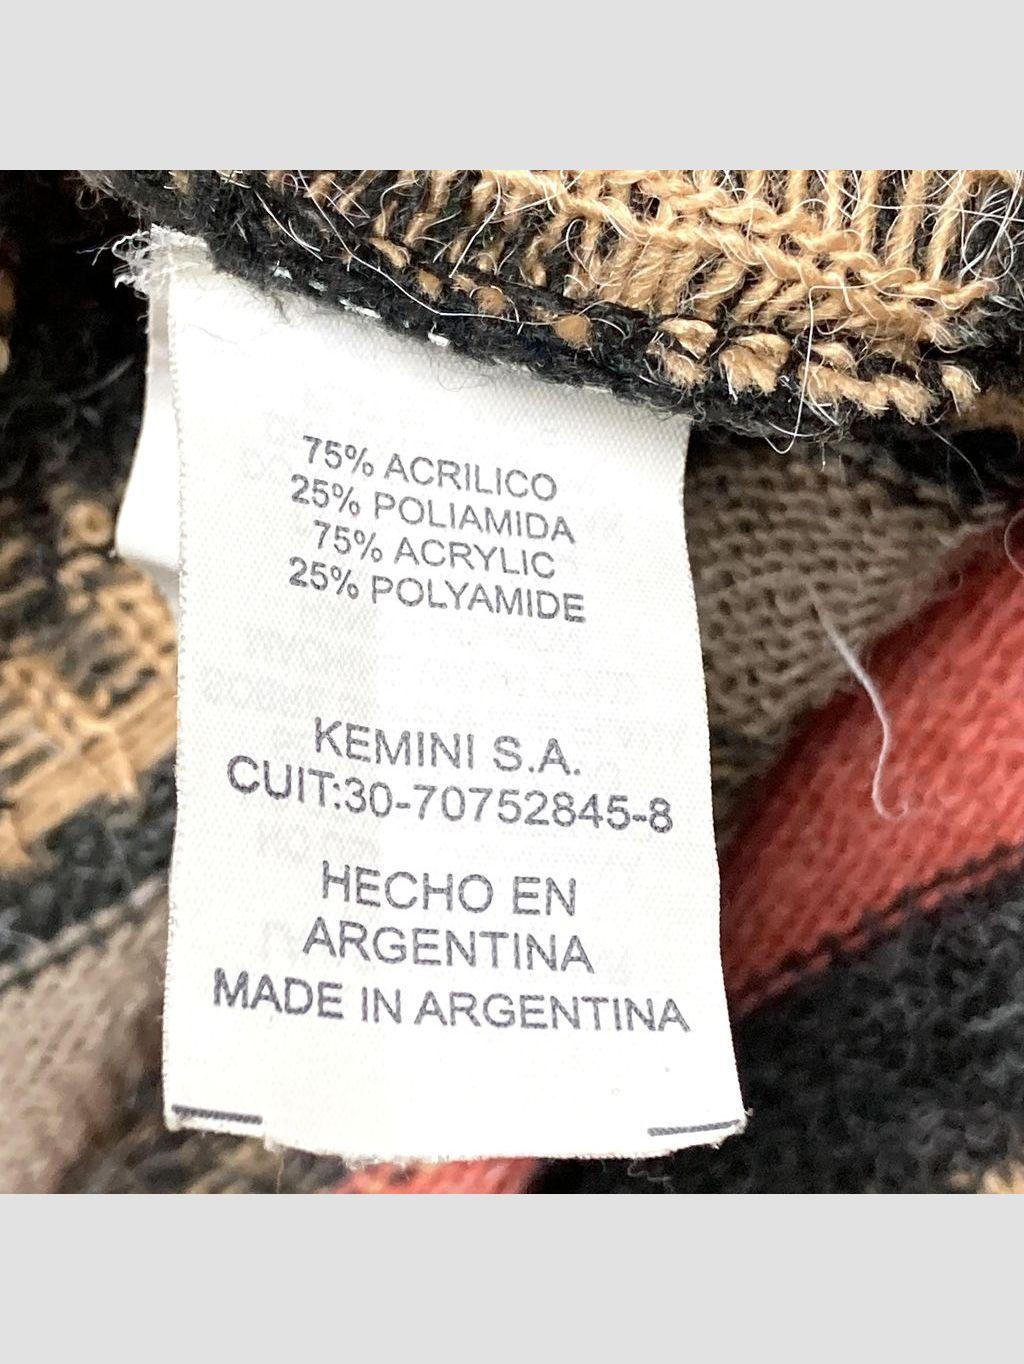 75% ACRILICO
25% POLIAMIDA
75% ACRYLIC
25% POLYAMIDE
KEMINI S.A.
CUIT:30-70752845-8
HECHO EN
ARGENTINA
MADE IN ARGENTINA